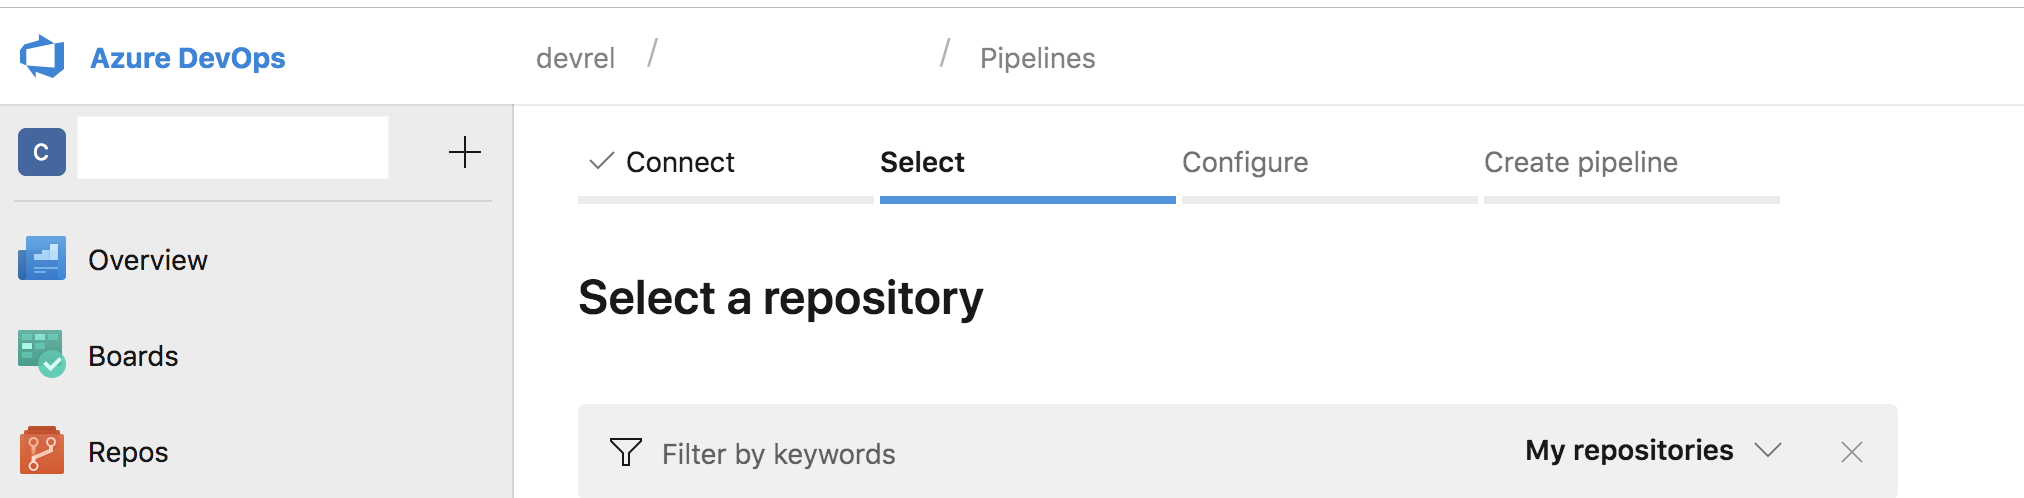 Azure DevOps
devrel / / Pipelines
C
Connect
Select
Configure
Create pipeline
Overview
Boards
Repos
Select a repository
Filter by keywords
My repositories